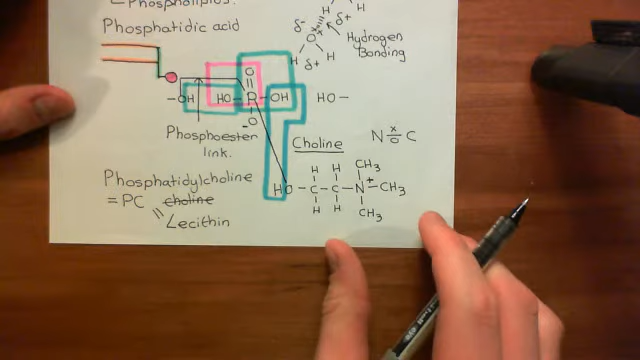 Phospholipids.
Phosphatidic acid
H H
δ+
δ-
O
H H
δ+
Hydrogen
Bonding
O
-OH HO-P-OH HO-
O
-
Phosphoester
link.
Choline
N x o C
Phosphatidylcholine
= PC choline
= Lecithin
H H CH3
HO-C-C-N+-CH3
H H CH3